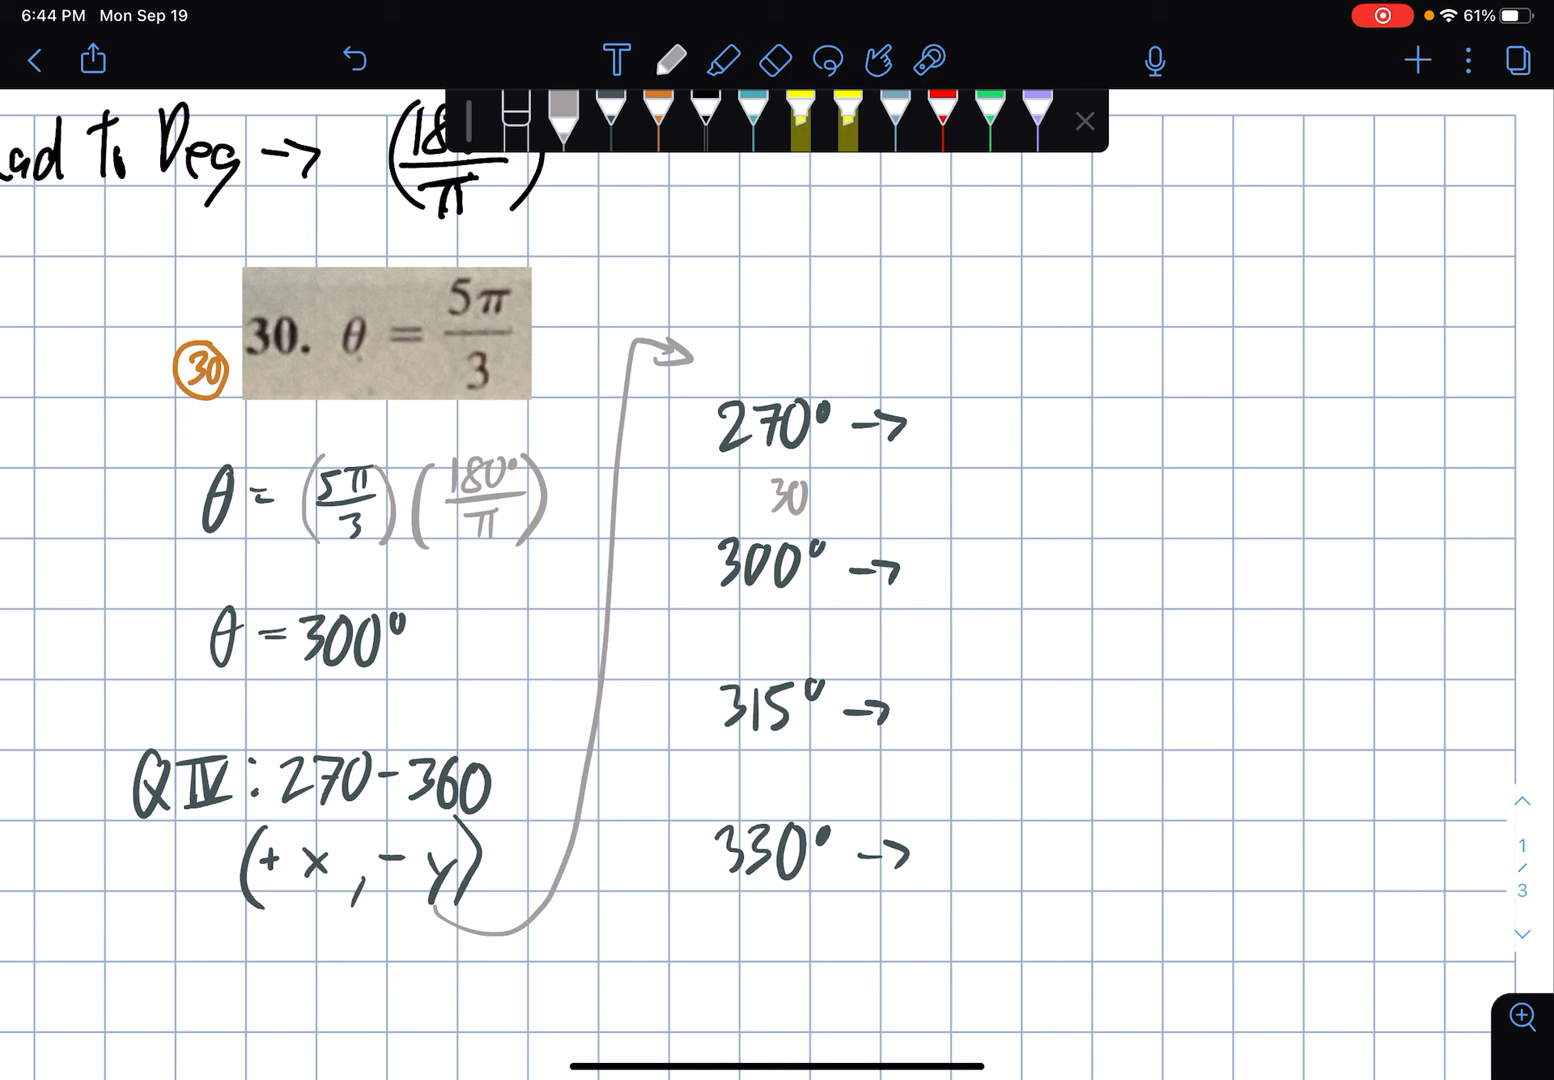 6:44 PM Mon Sep 19
61%
T
ad To Deg → (18 / π)
30. θ = 5π/3
30
270° →
θ = (5π/3)(180°/π)
30
300° →
θ = 300°
315° →
QIV: 270-360
(+x, -y)
330° →
1
/
3